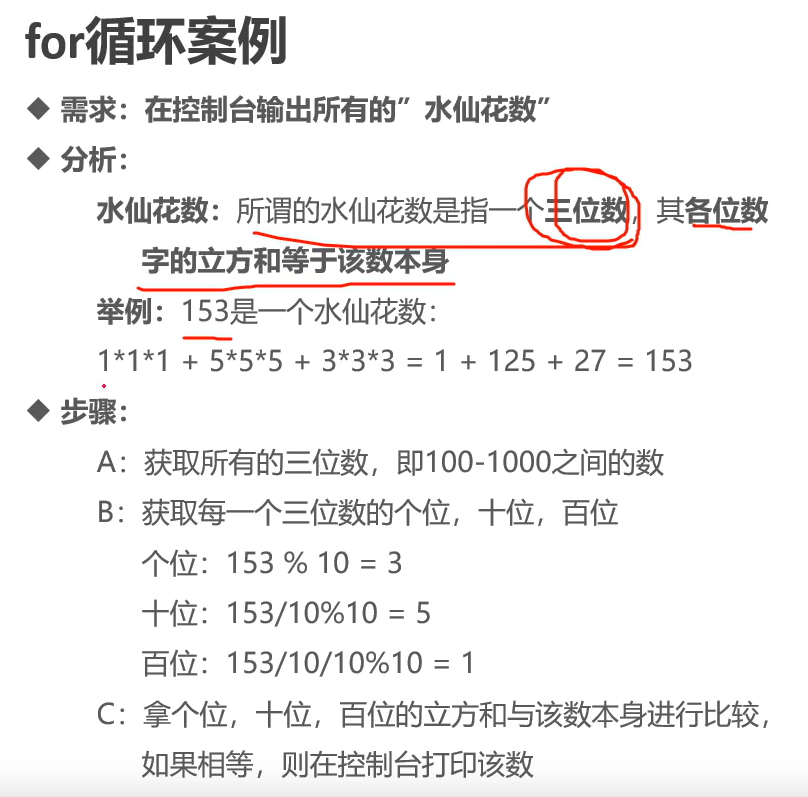 for循环案例
◆ 需求：在控制台输出所有的”水仙花数”
◆ 分析：
水仙花数：所谓的水仙花数是指一个三位数，其各位数
字的立方和等于该数本身
举例：153是一个水仙花数：
1*1*1 + 5*5*5 + 3*3*3 = 1 + 125 + 27 = 153
◆ 步骤：
A：获取所有的三位数，即100-1000之间的数
B：获取每一个三位数的个位，十位，百位
个位：153 % 10 = 3
十位：153/10%10 = 5
百位：153/10/10%10 = 1
C：拿个位，十位，百位的立方和与该数本身进行比较，
如果相等，则在控制台打印该数